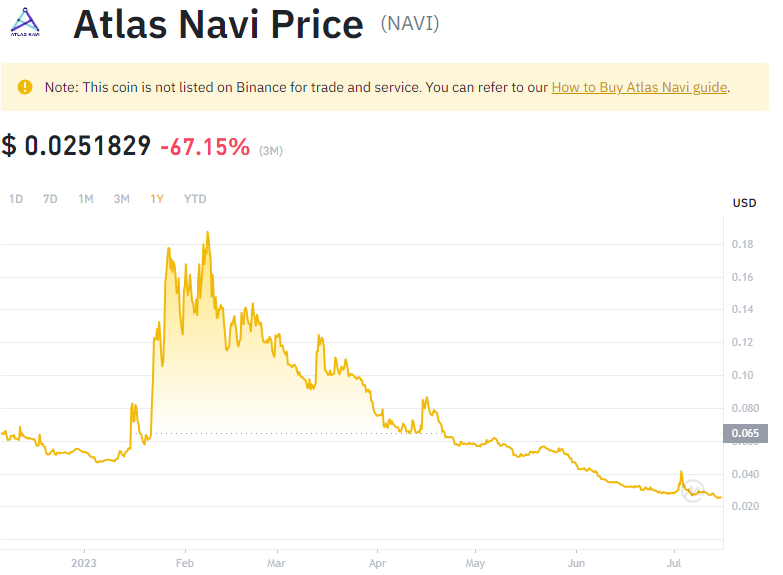 ATLAS NAVI
Atlas Navi Price (NAVI)
Note: This coin is not listed on Binance for trade and service. You can refer to our How to Buy Atlas Navi guide.
$ 0.0251829 -67.15% (3M)
1D 7D 1M 3M 1Y YTD
USD
0.18
0.16
0.14
0.12
0.10
0.080
0.065
0.040
0.020
2023 Feb Mar Apr May Jun Jul